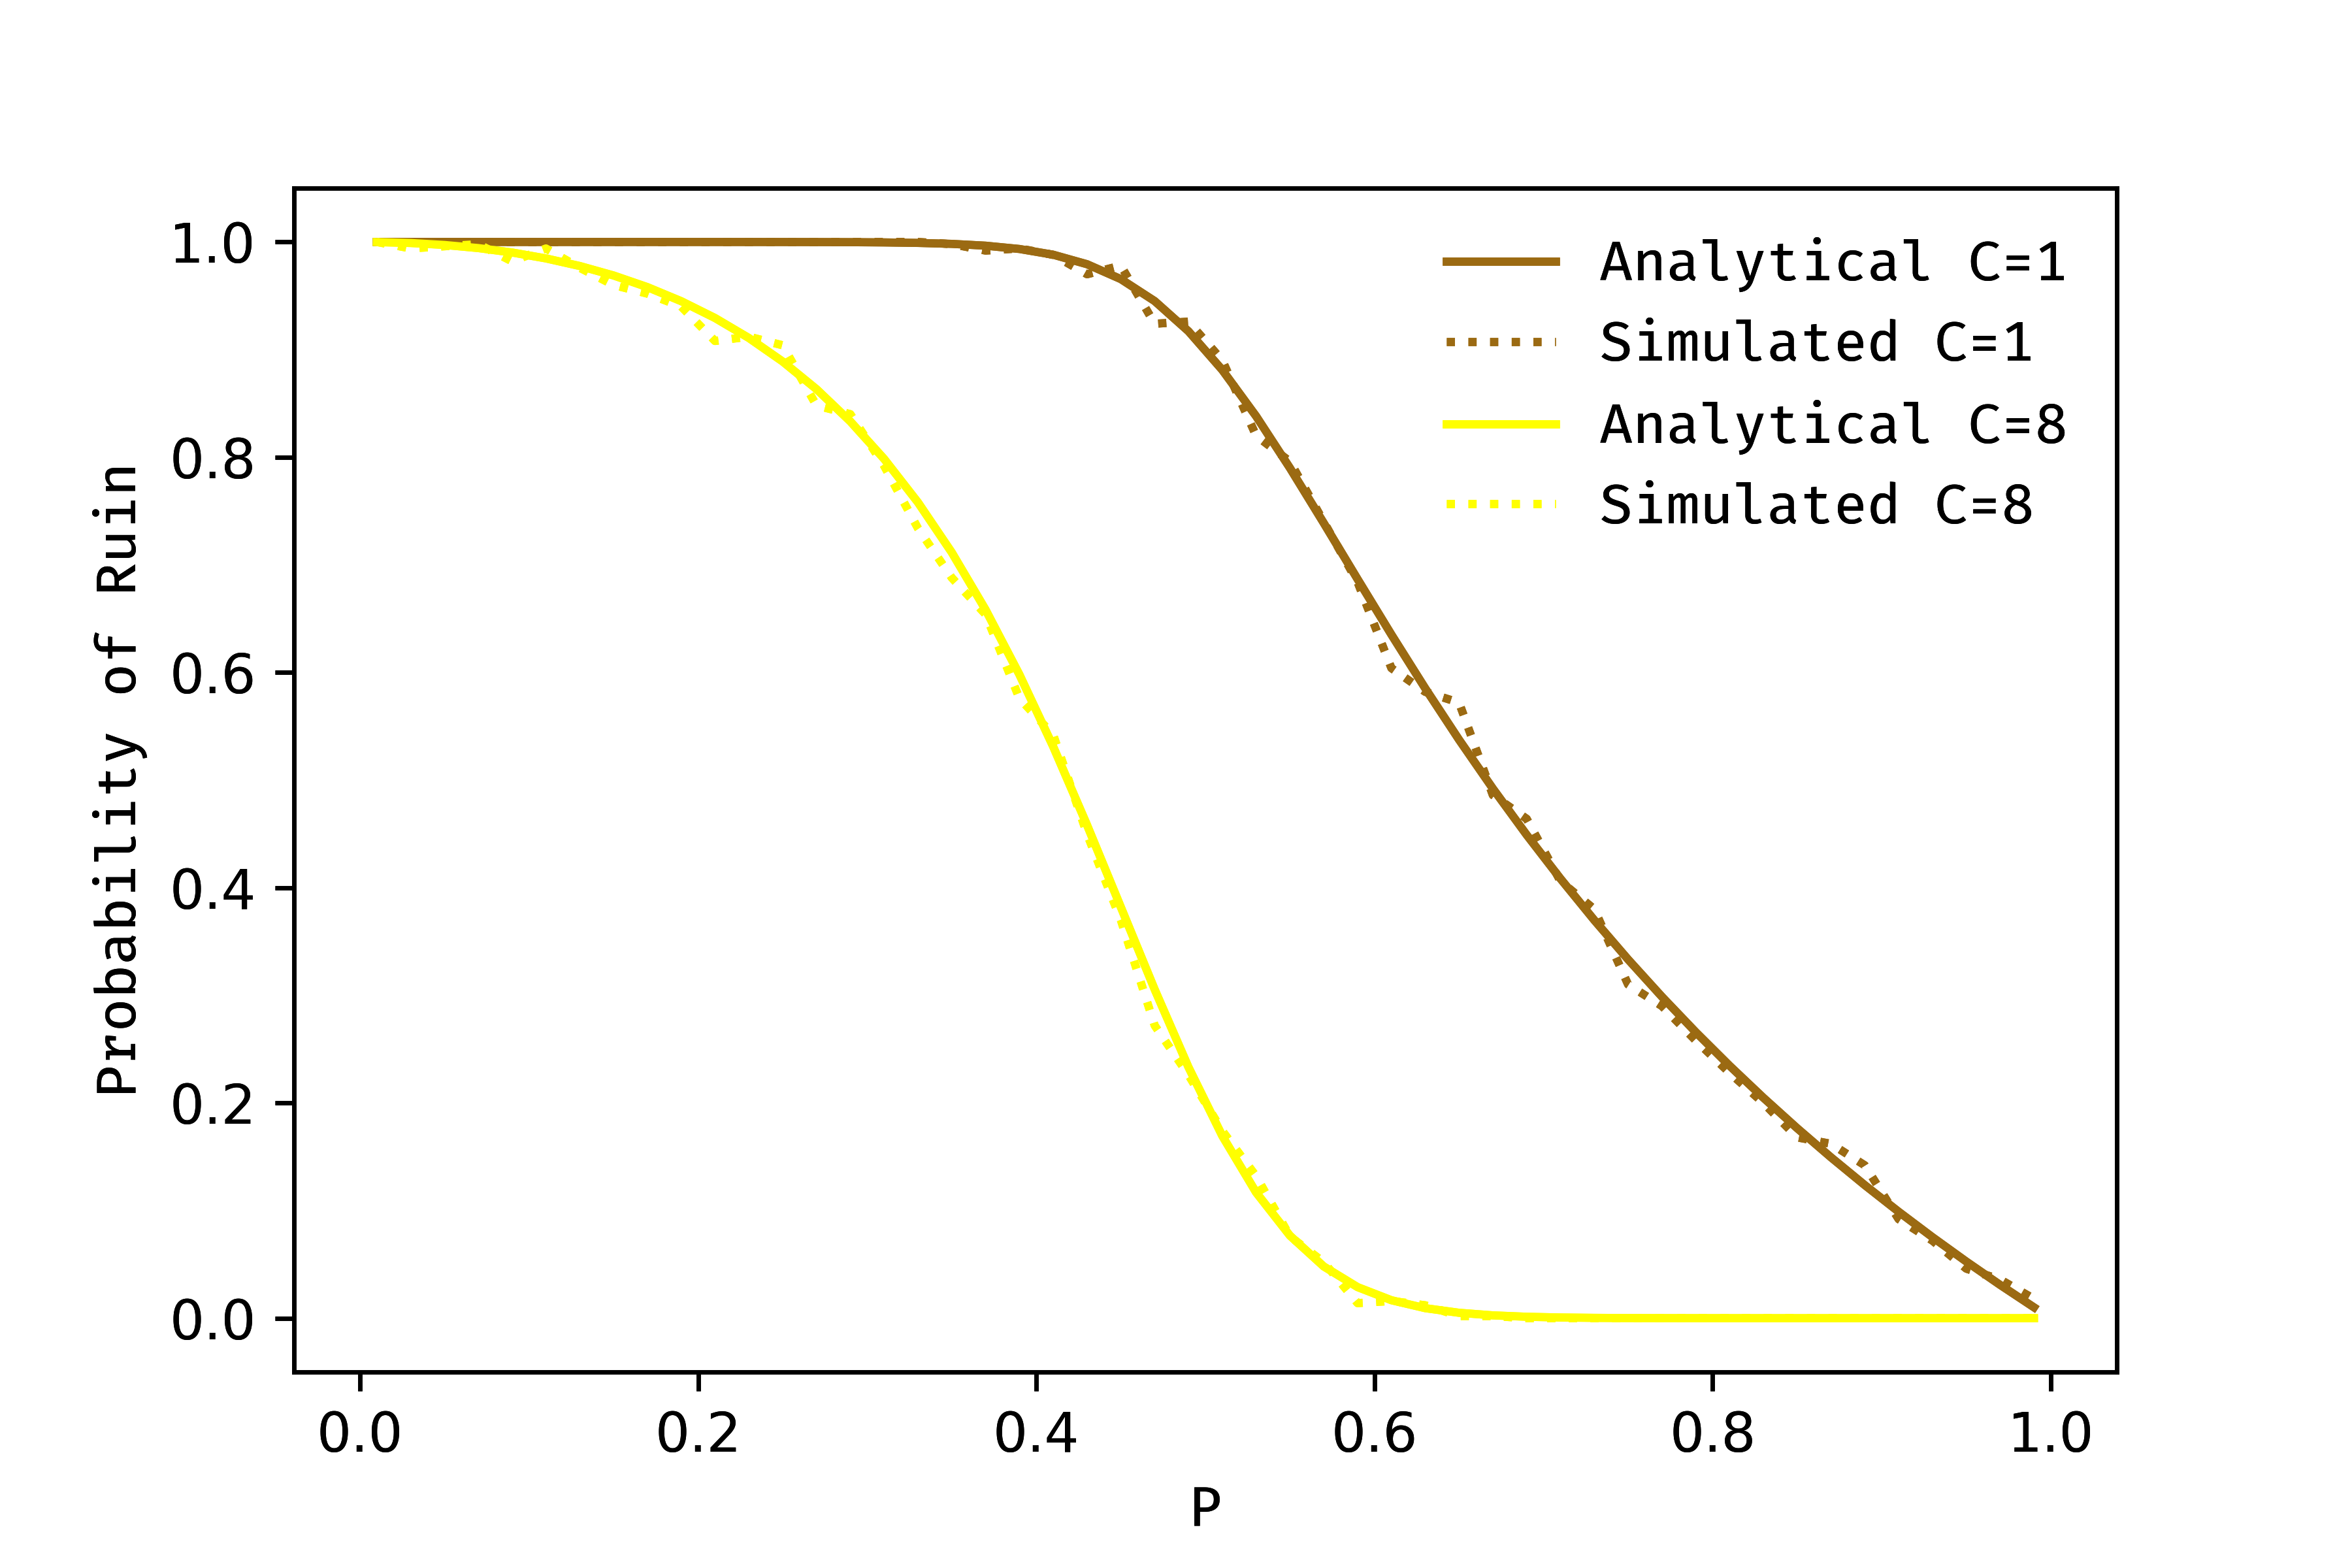 Analytical C=1
Simulated C=1
Analytical C=8
Simulated C=8
Probability of Ruin
1.0
0.8
0.6
0.4
0.2
0.0
0.0 0.2 0.4 0.6 0.8 1.0
P